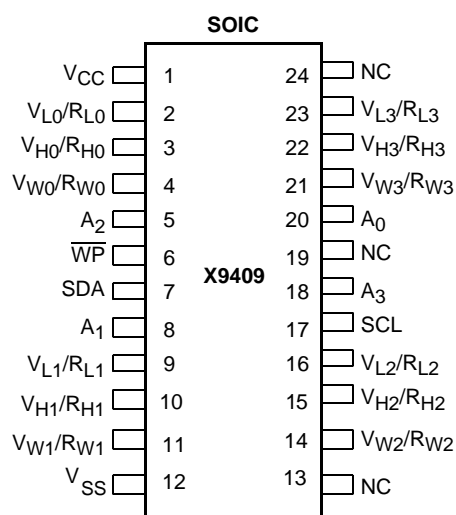 SOIC
VCC 1 24 NC
VL0/RL0 2 23 VL3/RL3
VH0/RH0 3 22 VH3/RH3
VW0/RW0 4 21 VW3/RW3
A2 5 20 A0
WP 6 19 NC
X9409
SDA 7 18 A3
A1 8 17 SCL
VL1/RL1 9 16 VL2/RL2
VH1/RH1 10 15 VH2/RH2
VW1/RW1 11 14 VW2/RW2
VSS 12 13 NC